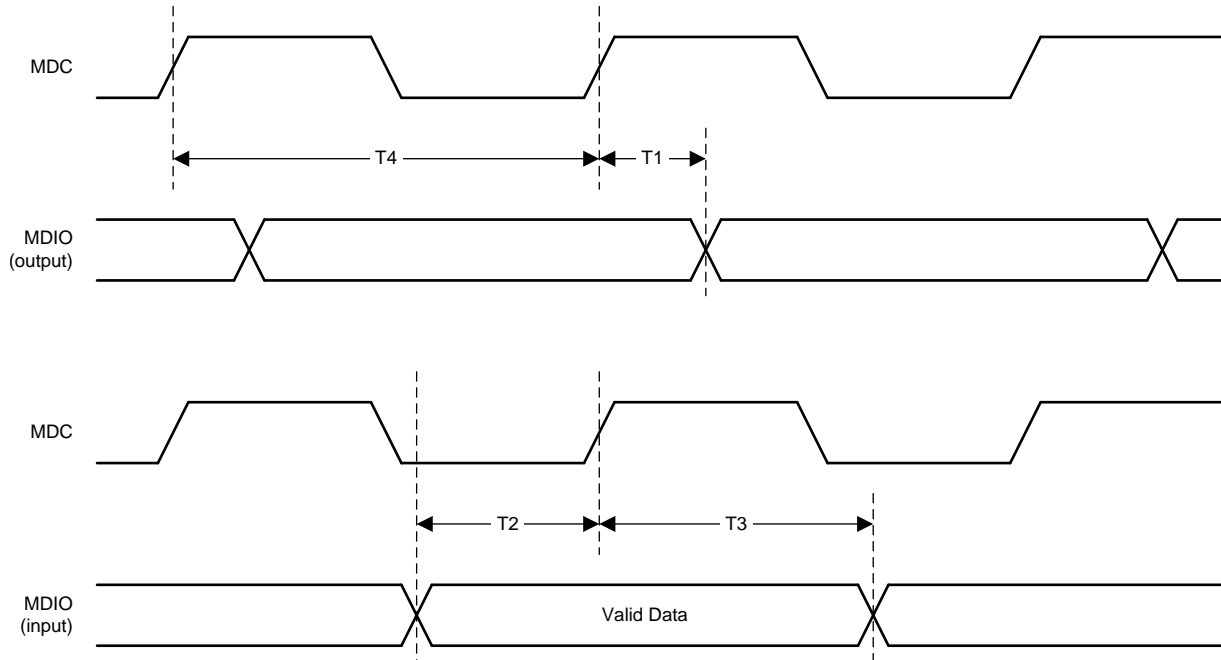 MDC
T4
T1
MDIO
(output)
MDC
T2
T3
MDIO
(input)
Valid Data